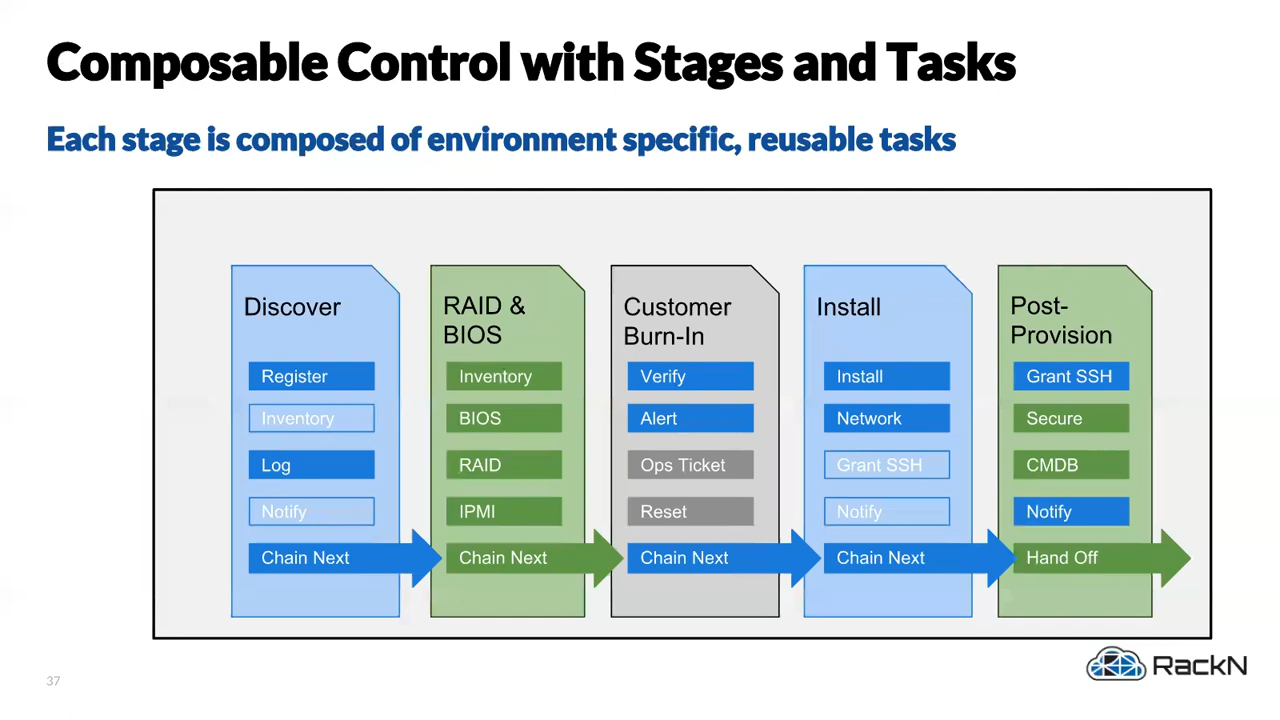 Composable Control with Stages and Tasks
Each stage is composed of environment specific, reusable tasks
Discover
Register
Inventory
Log
Notify
Chain Next
RAID &
BIOS
Inventory
BIOS
RAID
IPMI
Chain Next
Customer
Burn-In
Verify
Alert
Ops Ticket
Reset
Chain Next
Install
Install
Network
Grant SSH
Notify
Chain Next
Post-
Provision
Grant SSH
Secure
CMDB
Notify
Hand Off
37
RackN